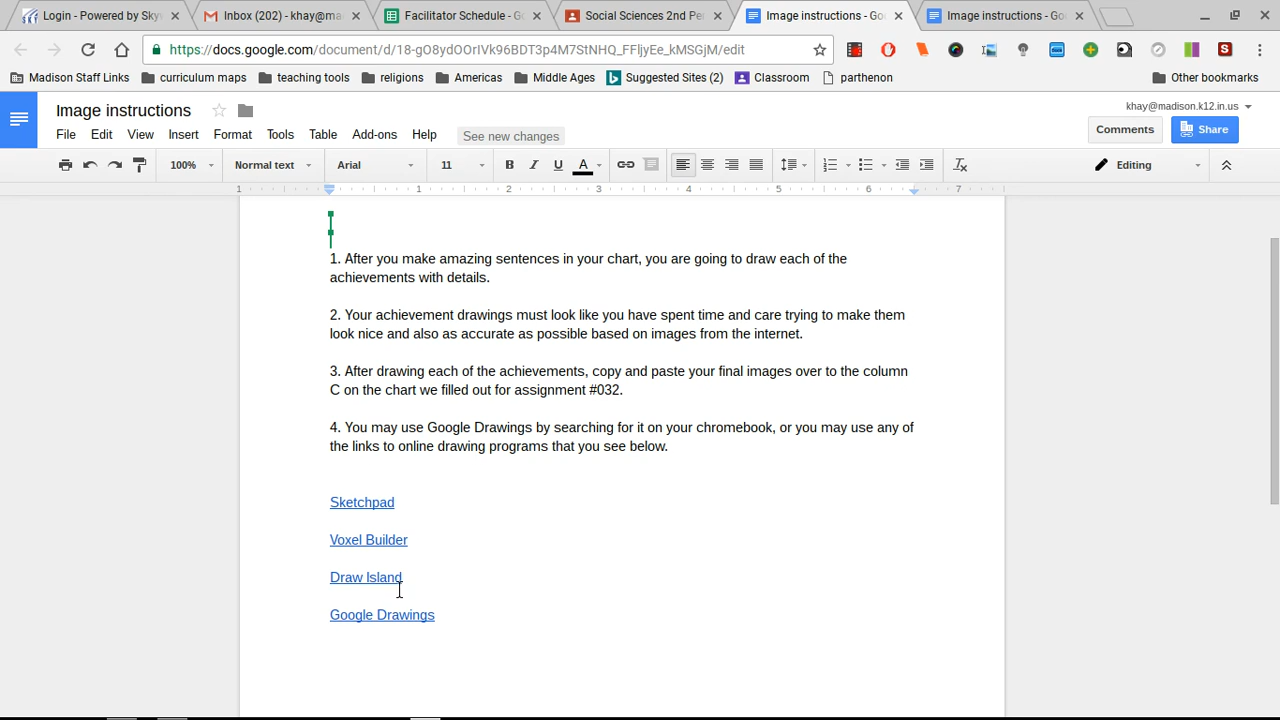 Login - Powered by Sky
Inbox (202) - khay@ma
Facilitator Schedule - G
Social Sciences 2nd Pe
Image instructions - Go
Image instructions - Go
https://docs.google.com/document/d/18-gO8ydOOrIVk96BDT3p4M7StNHQ_FFljyEe_kMSGjM/edit
Madison Staff Links curriculum maps teaching tools religions Americas Middle Ages Suggested Sites (2) Classroom parthenon Other bookmarks
Image instructions
khay@madison.k12.in.us
File Edit View Insert Format Tools Table Add-ons Help See new changes
Comments Share
100% Normal text Arial 11 B I U A Editing
1 1 2 3 4 5 6 7
1. After you make amazing sentences in your chart, you are going to draw each of the
achievements with details.
2. Your achievement drawings must look like you have spent time and care trying to make them
look nice and also as accurate as possible based on images from the internet.
3. After drawing each of the achievements, copy and paste your final images over to the column
C on the chart we filled out for assignment #032.
4. You may use Google Drawings by searching for it on your chromebook, or you may use any of
the links to online drawing programs that you see below.
Sketchpad
Voxel Builder
Draw Island
Google Drawings